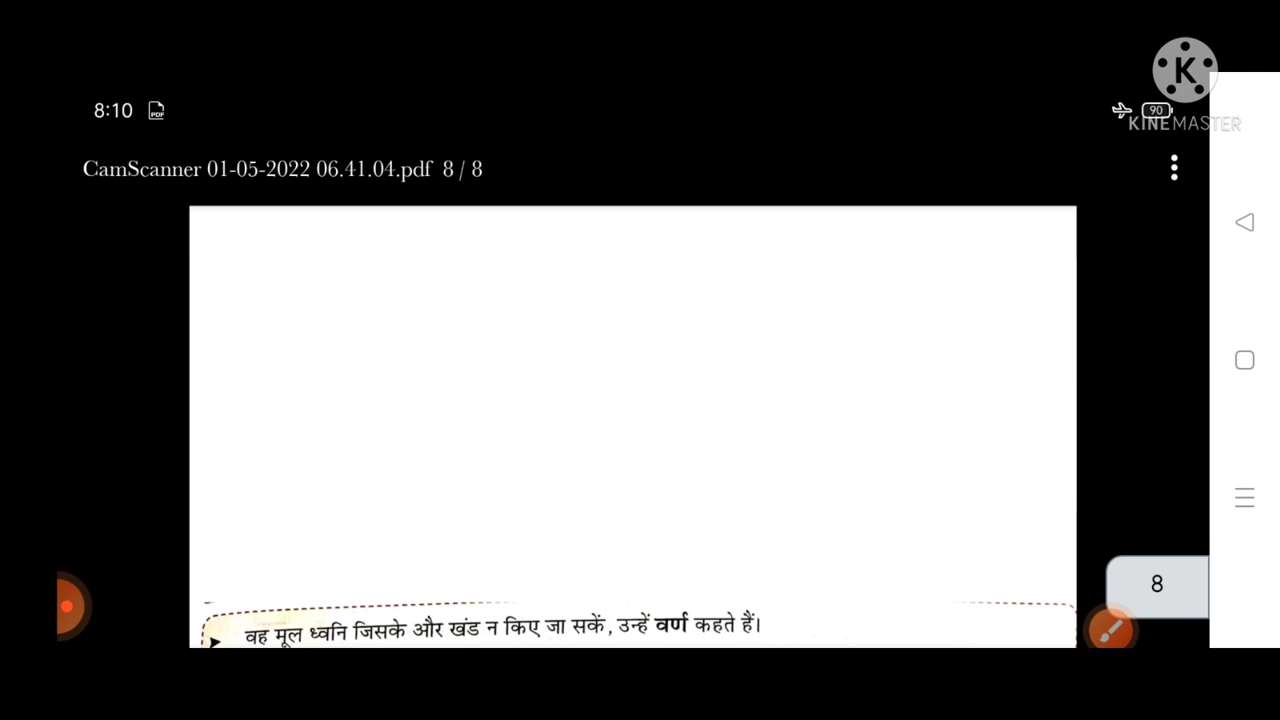 K
KINEMASTER
8:10 PDF 90
CamScanner 01-05-2022 06.41.04.pdf 8 / 8
8
वह मूल ध्वनि जिसके और खंड न किए जा सकें, उन्हें वर्ण कहते हैं।